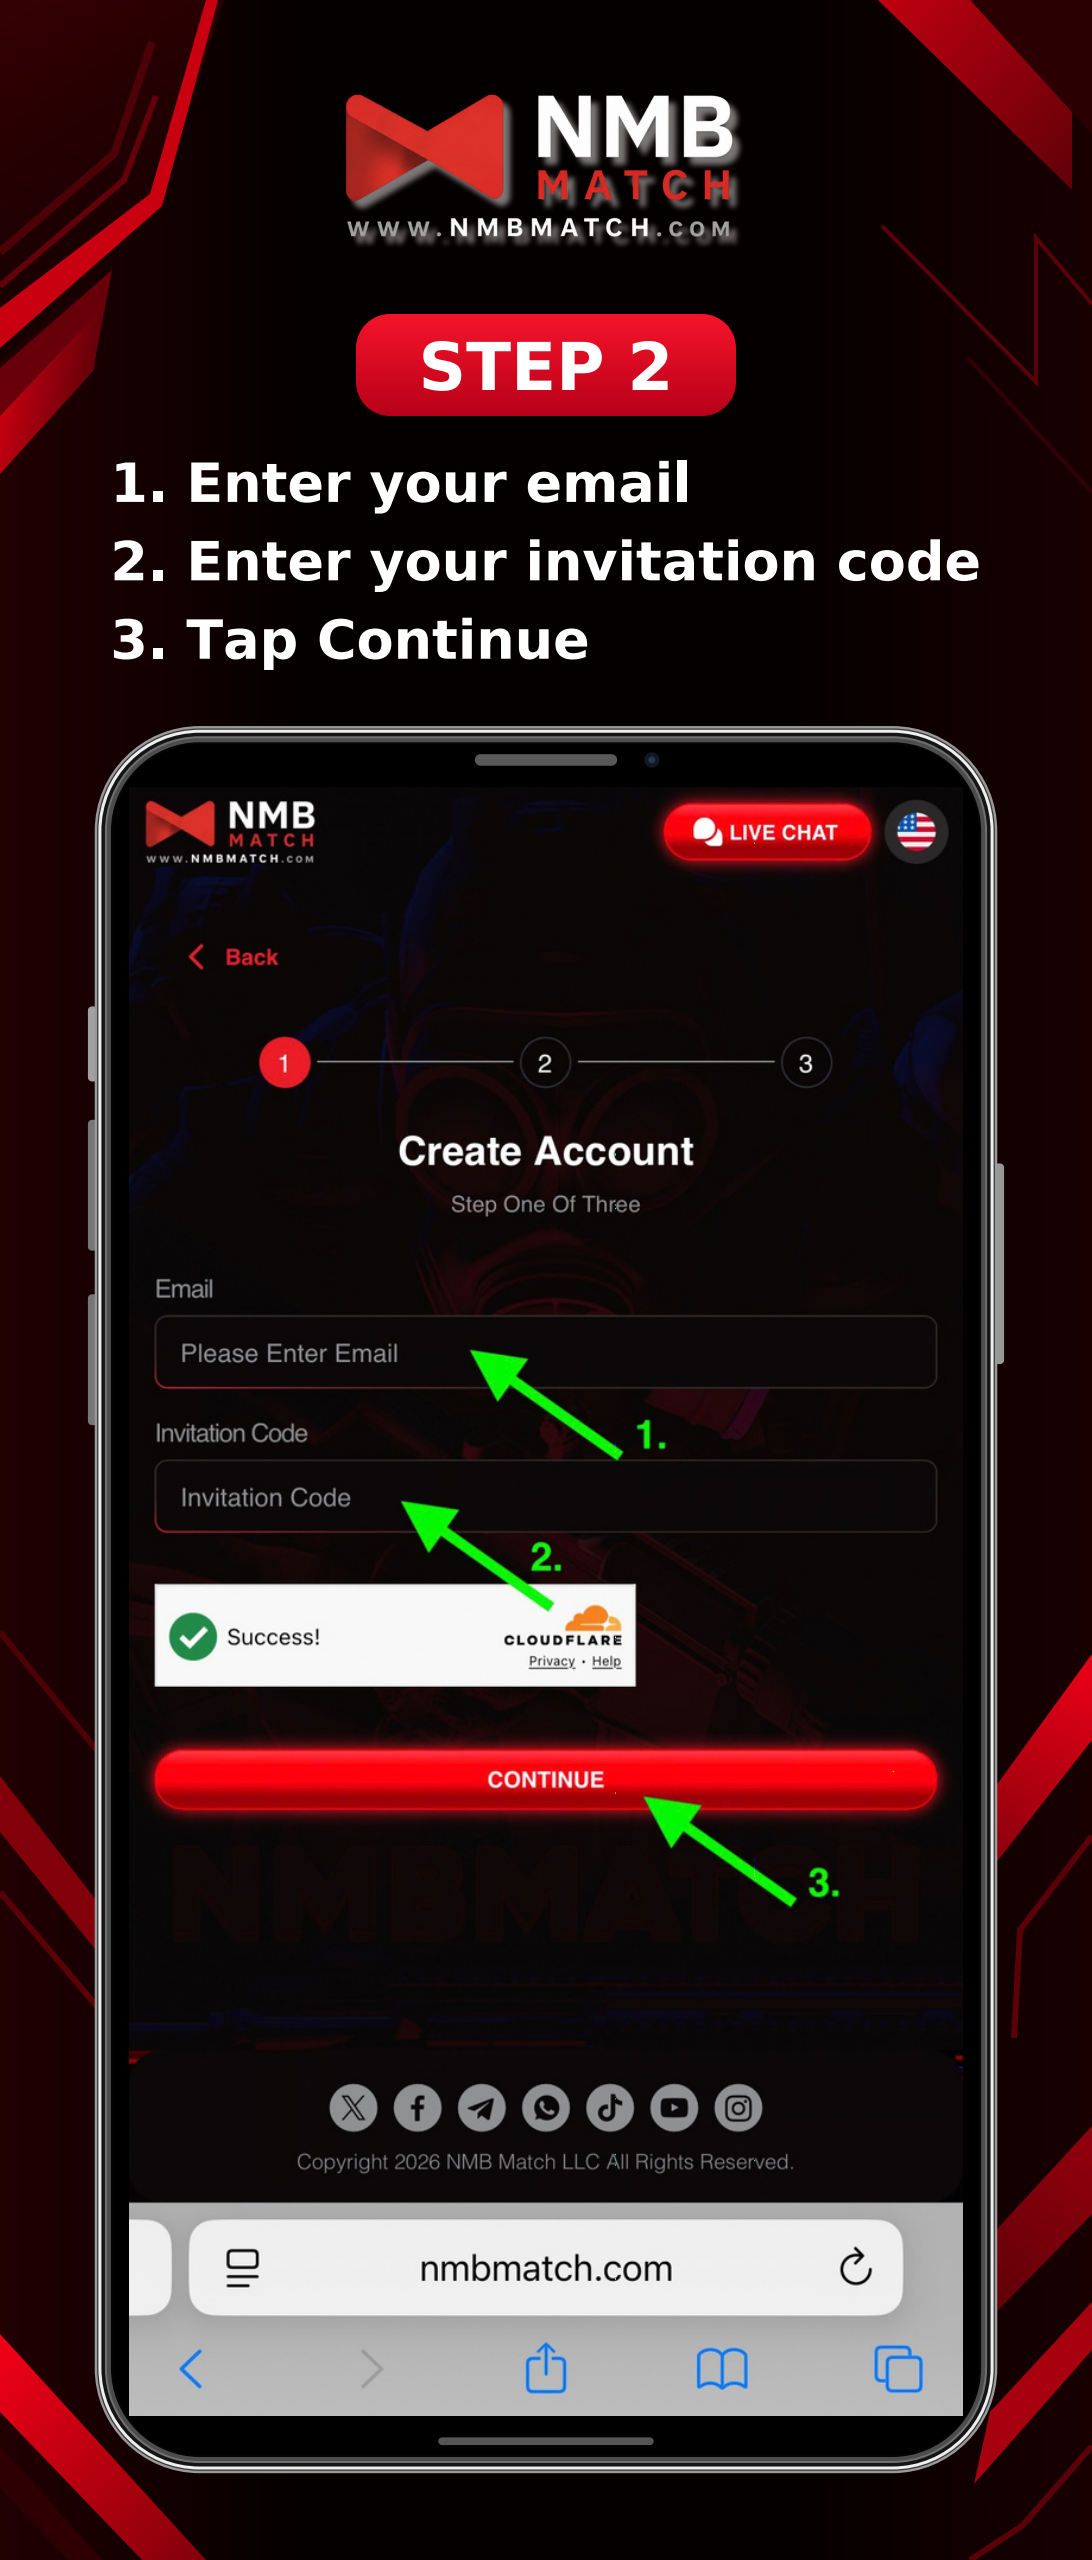 NMB
MATCH
WWW.NMBMATCH.COM
STEP 2
1. Enter your email
2. Enter your invitation code
3. Tap Continue
NMB
MATCH
WWW.NMBMATCH.COM
LIVE CHAT
Back
1
2
3
Create Account
Step One Of Three
Email
Please Enter Email
1.
Invitation Code
Invitation Code
2.
Success!
CLOUDFLARE
Privacy • Help
CONTINUE
3.
NMBMATCH
Copyright 2026 NMB Match LLC All Rights Reserved.
nmbmatch.com